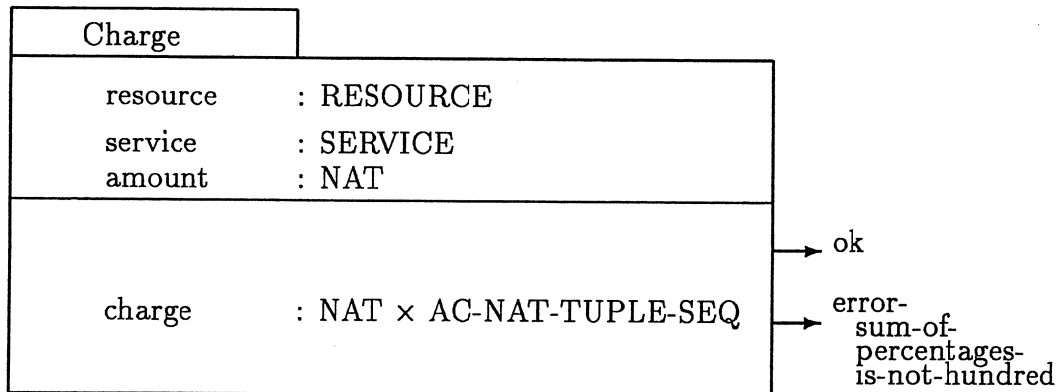 Charge
resource : RESOURCE
service : SERVICE
amount : NAT
ok
charge : NAT × AC-NAT-TUPLE-SEQ
error-
sum-of-
percentages-
is-not-hundred